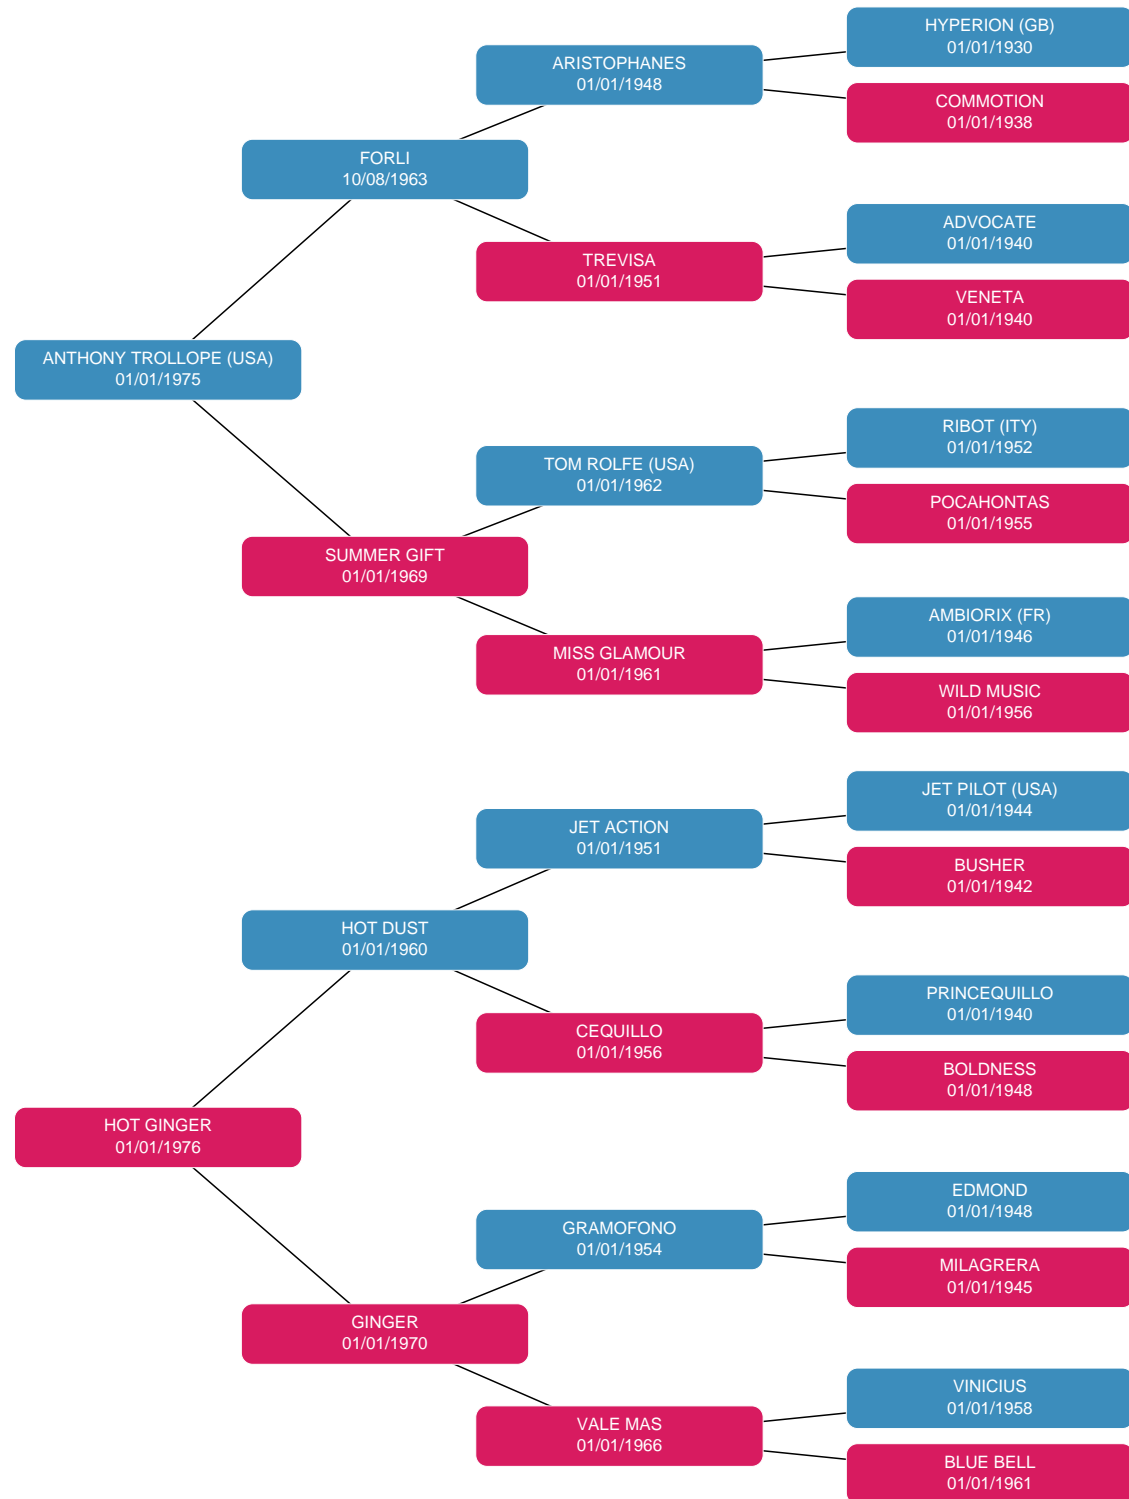 HYPERION (GB)
01/01/1930
ARISTOPHANES
01/01/1948
COMMOTION
01/01/1938
FORLI
10/08/1963
ADVOCATE
01/01/1940
TREVISA
01/01/1951
VENETA
01/01/1940
ANTHONY TROLLOPE (USA)
01/01/1975
RIBOT (ITY)
01/01/1952
TOM ROLFE (USA)
01/01/1962
POCAHONTAS
01/01/1955
SUMMER GIFT
01/01/1969
AMBIORIX (FR)
01/01/1946
MISS GLAMOUR
01/01/1961
WILD MUSIC
01/01/1956
JET PILOT (USA)
01/01/1944
JET ACTION
01/01/1951
BUSHER
01/01/1942
HOT DUST
01/01/1960
PRINCEQUILLO
01/01/1940
CEQUILLO
01/01/1956
BOLDNESS
01/01/1948
HOT GINGER
01/01/1976
EDMOND
01/01/1948
GRAMOFONO
01/01/1954
MILAGRERA
01/01/1945
GINGER
01/01/1970
VINICIUS
01/01/1958
VALE MAS
01/01/1966
BLUE BELL
01/01/1961